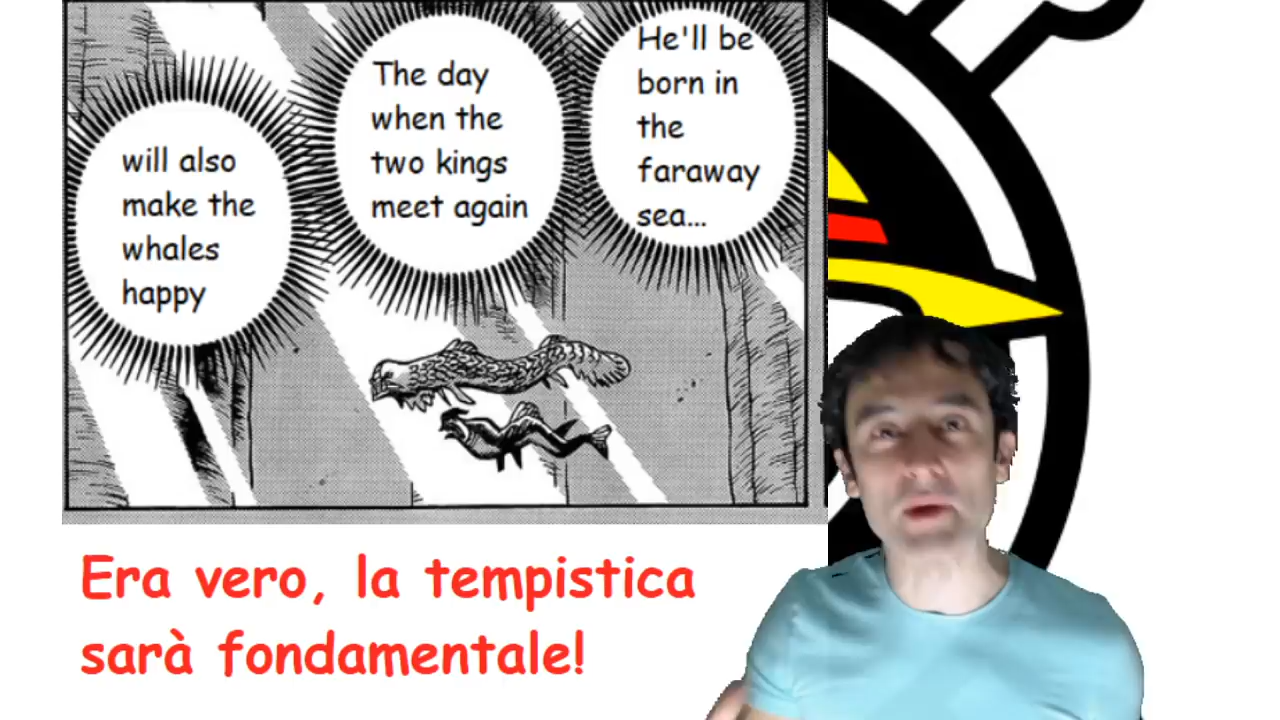 He'll be
born in
the
faraway
sea...
The day
when the
two kings
meet again
will also
make the
whales
happy
Era vero, la tempistica
sarà fondamentale!